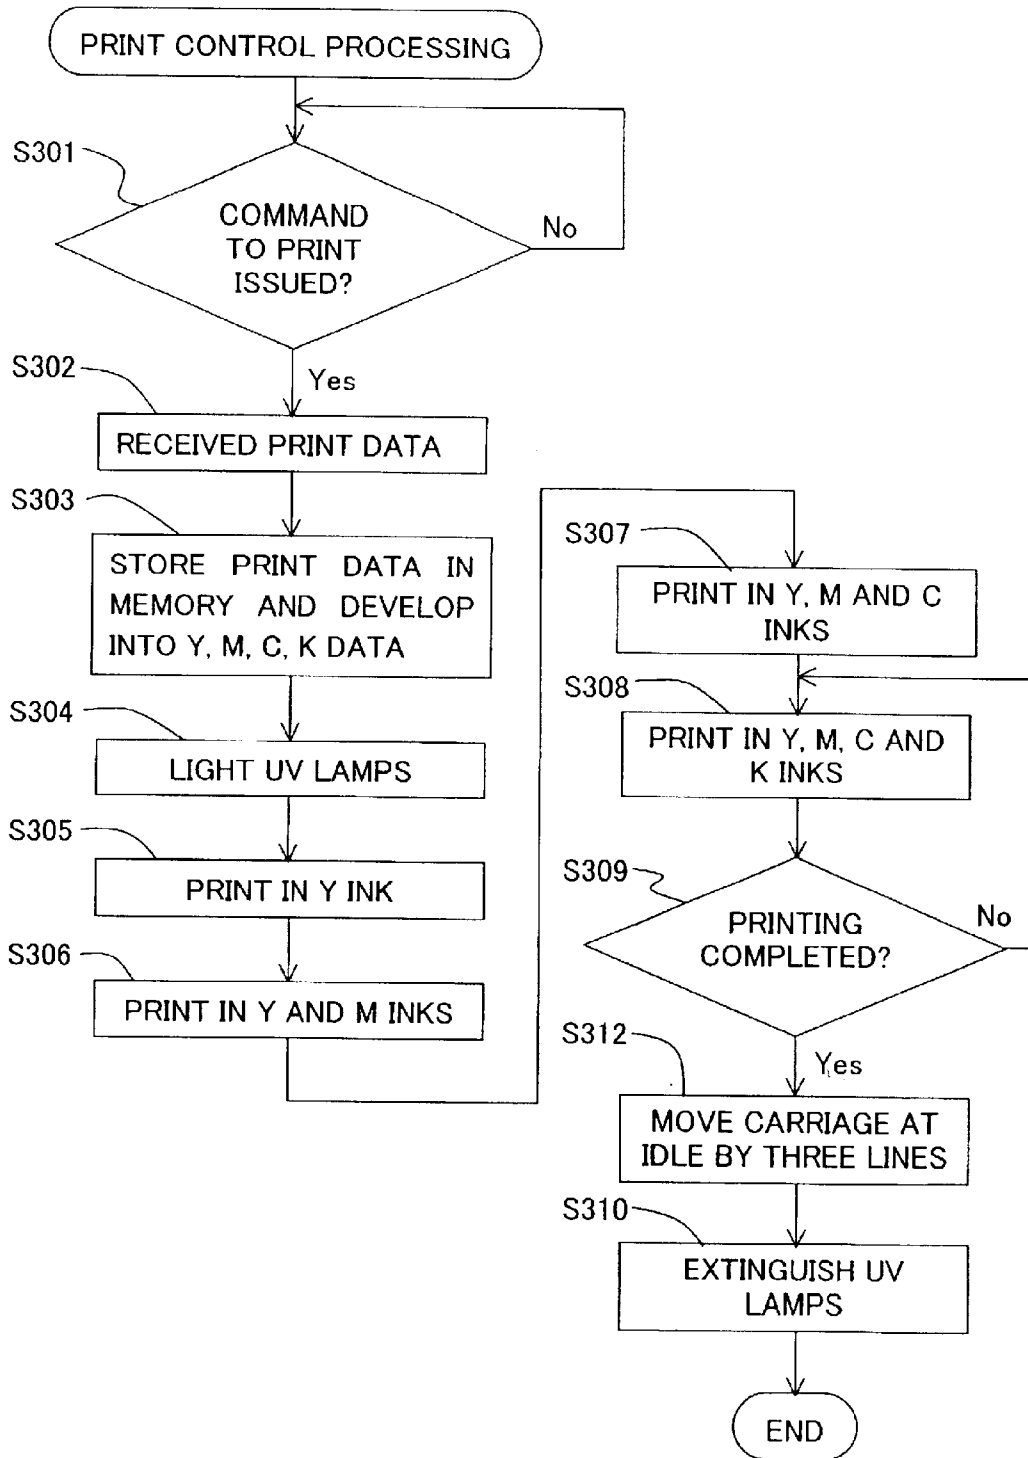 PRINT CONTROL PROCESSING
S301
COMMAND
TO PRINT
ISSUED?
No
Yes
S302
RECEIVED PRINT DATA
S303
STORE PRINT DATA IN
MEMORY AND DEVELOP
INTO Y, M, C, K DATA
S304
LIGHT UV LAMPS
S305
PRINT IN Y INK
S306
PRINT IN Y AND M INKS
S307
PRINT IN Y, M AND C
INKS
S308
PRINT IN Y, M, C AND
K INKS
S309
PRINTING
COMPLETED?
No
Yes
S312
MOVE CARRIAGE AT
IDLE BY THREE LINES
S310
EXTINGUISH UV
LAMPS
END